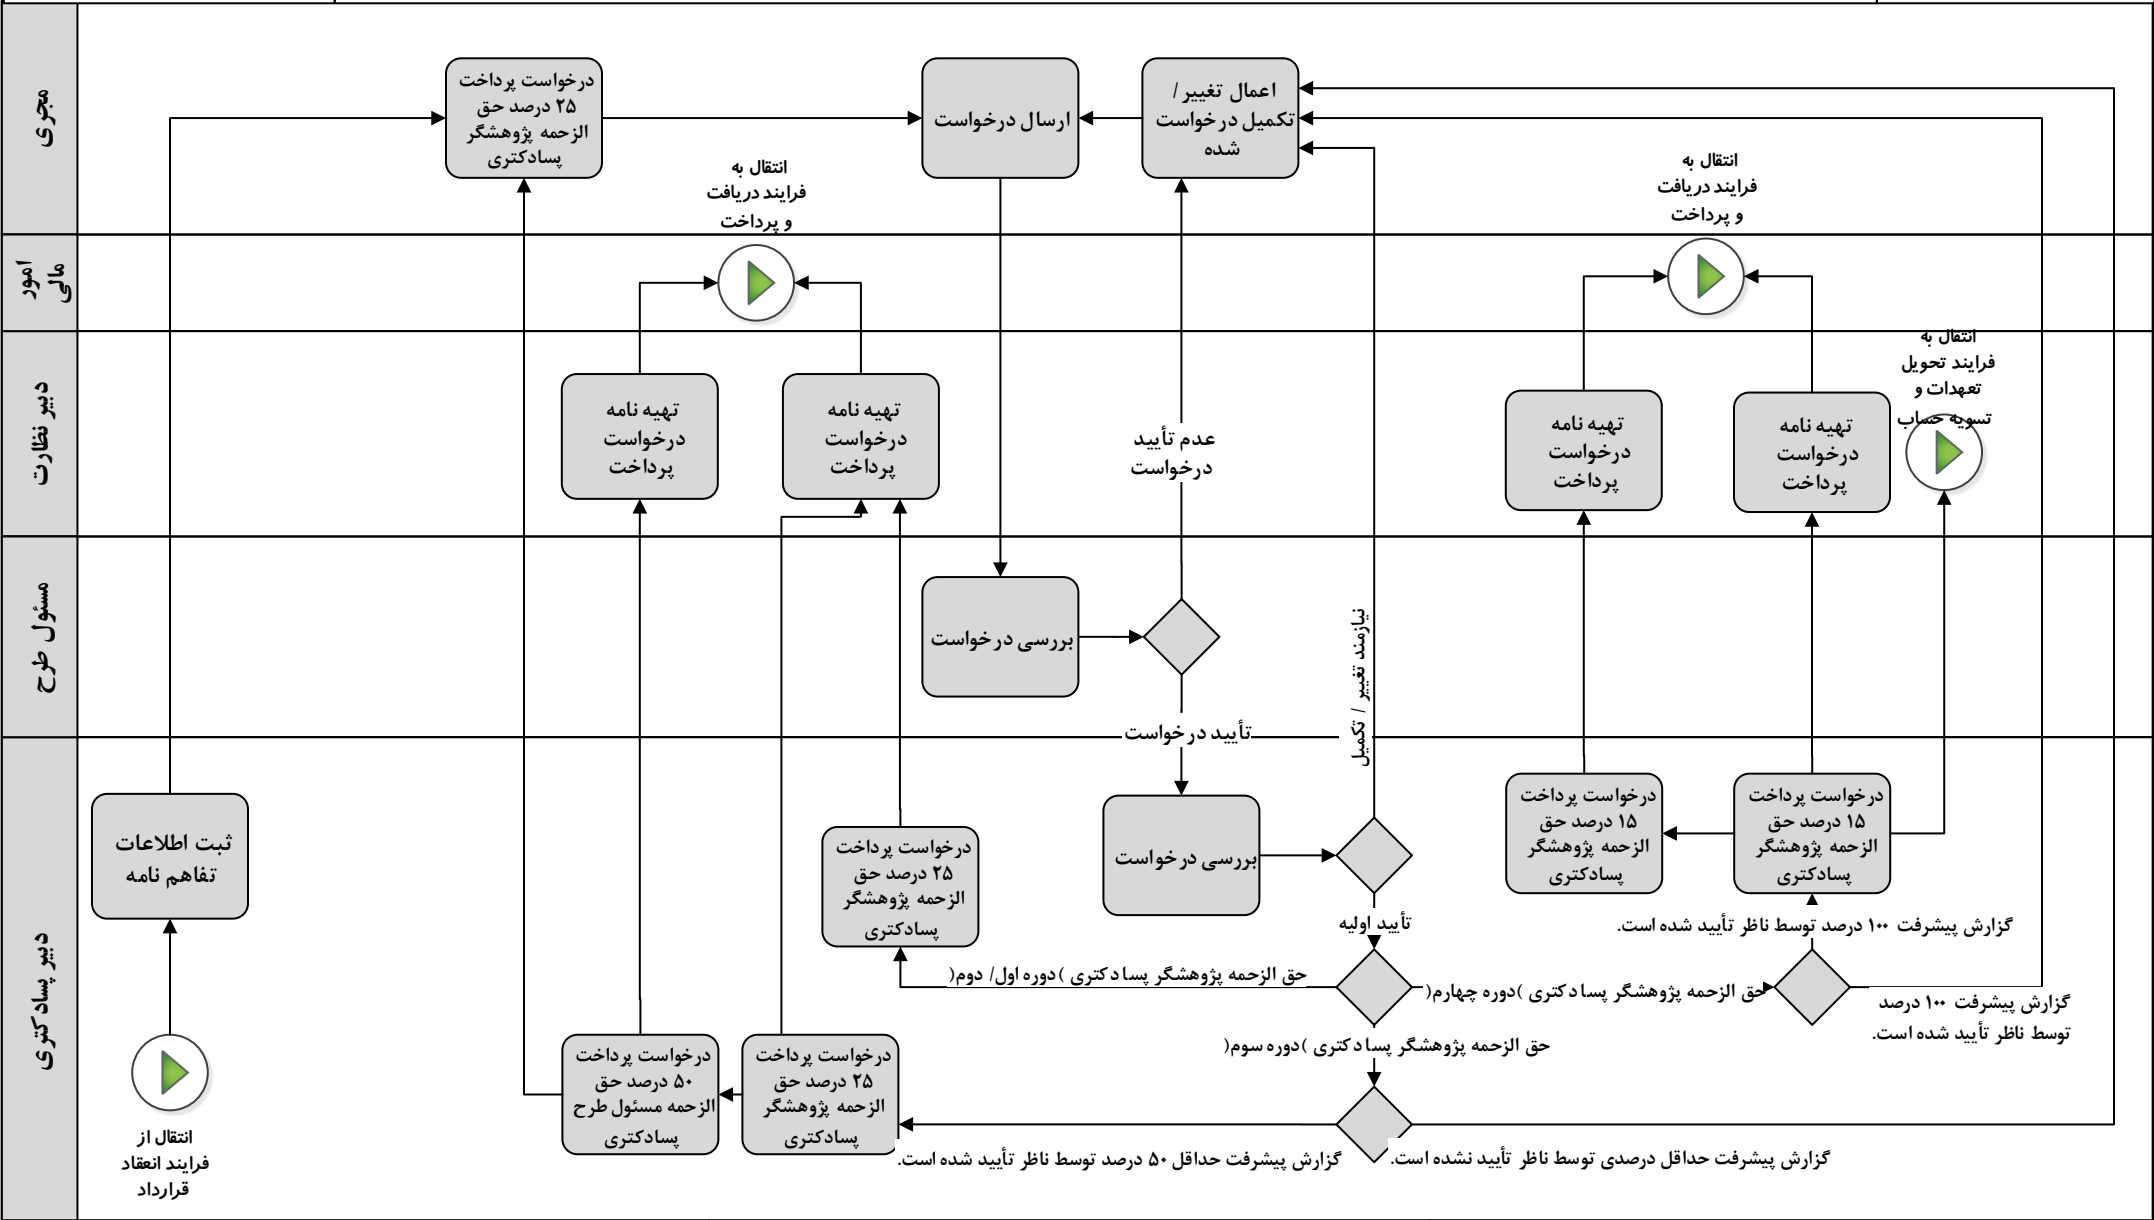 مجری
درخواست پرداخت
۲۵ درصد حق
الزحمه پژوهشگر
پسادکتری
ارسال درخواست
اعمال تغییر /
تکمیل درخواست
شده
انتقال به
فرایند دریافت
و پرداخت
انتقال به
فرایند دریافت
و پرداخت
امور
مالی
دبیر نظارت
تهیه نامه
درخواست
پرداخت
تهیه نامه
درخواست
پرداخت
عدم تأیید
درخواست
تهیه نامه
درخواست
پرداخت
تهیه نامه
درخواست
پرداخت
انتقال به
فرایند تحویل
تعهدات و
تسویه حساب
مسئول طرح
بررسی درخواست
تأیید درخواست
نیازمند تغییر / تکمیل
دبیر پسادکتری
ثبت اطلاعات
تفاهم نامه
انتقال از
فرایند انعقاد
قرارداد
درخواست پرداخت
۲۵ درصد حق
الزحمه پژوهشگر
پسادکتری
بررسی درخواست
درخواست پرداخت
۱۵ درصد حق
الزحمه پژوهشگر
پسادکتری
درخواست پرداخت
۱۵ درصد حق
الزحمه پژوهشگر
پسادکتری
تأیید اولیه
گزارش پیشرفت ۱۰۰ درصد توسط ناظر تأیید شده است.
حق الزحمه پژوهشگر پسادکتری )دوره اول/ دوم(
حق الزحمه پژوهشگر پسادکتری )دوره چهارم(
گزارش پیشرفت ۱۰۰ درصد
توسط ناظر تأیید شده است.
حق الزحمه پژوهشگر پسادکتری )دوره سوم(
درخواست پرداخت
۵۰ درصد حق
الزحمه مسئول طرح
پسادکتری
درخواست پرداخت
۲۵ درصد حق
الزحمه پژوهشگر
پسادکتری
گزارش پیشرفت حداقل ۵۰ درصد توسط ناظر تأیید شده است.
گزارش پیشرفت حداقل درصدی توسط ناظر تأیید نشده است.